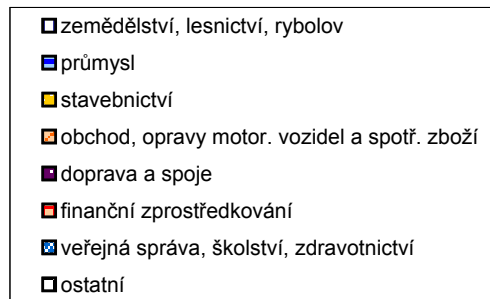 zemědělství, lesnictví, rybolov
průmysl
stavebnictví
obchod, opravy motor. vozidel a spotř. zboží
doprava a spoje
finanční zprostředkování
veřejná správa, školství, zdravotnictví
ostatní